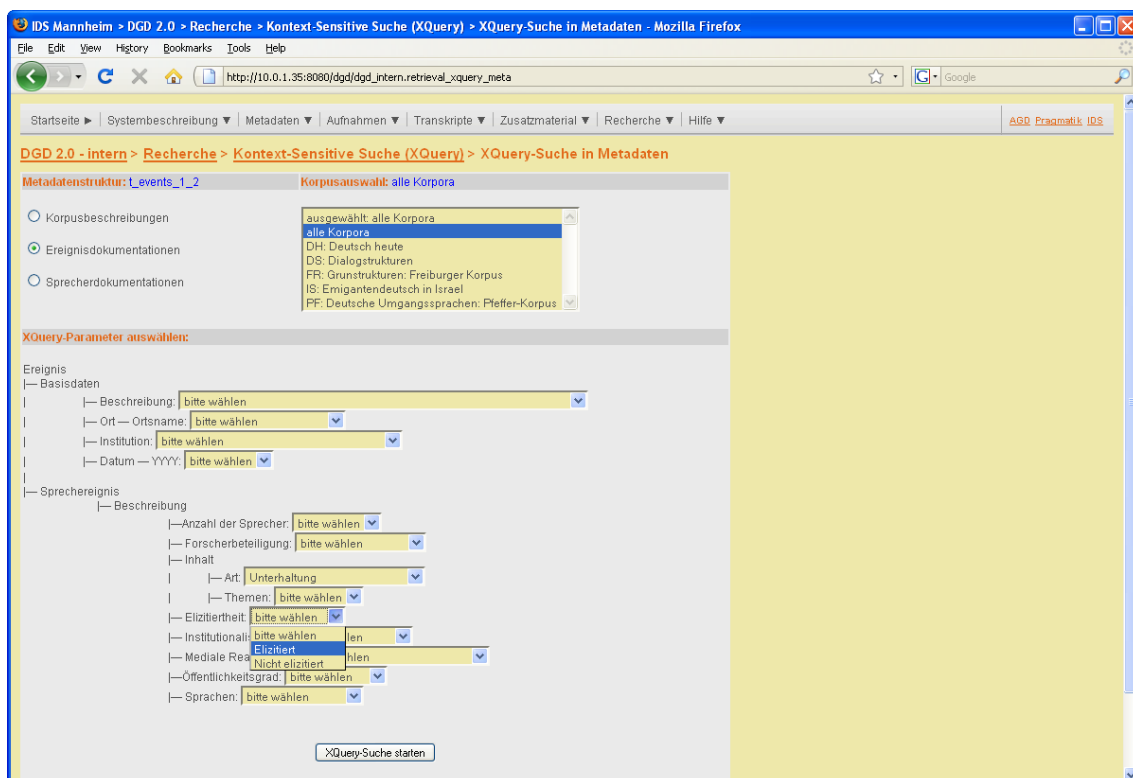 IDS Mannheim > DGD 2.0 > Recherche > Kontext-Sensitive Suche (XQuery) > XQuery-Suche in Metadaten - Mozilla Firefox
File Edit View History Bookmarks Tools Help
http://10.0.1.35:8080/dgd/dgd_intern.retrieval_xquery_meta
G Google
Startseite ► | Systembeschreibung ▼ | Metadaten ▼ | Aufnahmen ▼ | Transkripte ▼ | Zusatzmaterial ▼ | Recherche ▼ | Hilfe ▼ AGD Pragmatik IDS
DGD 2.0 - intern > Recherche > Kontext-Sensitive Suche (XQuery) > XQuery-Suche in Metadaten
Metadatenstruktur: t_events_1_2 Korpusauswahl: alle Korpora
Korpusbeschreibungen
Ereignisdokumentationen
Sprecherdokumentationen
ausgewählt: alle Korpora
alle Korpora
DH: Deutsch heute
DS: Dialogstrukturen
FR: Grunstrukturen: Freiburger Korpus
IS: Emigantendeutsch in Israel
PF: Deutsche Umgangssprachen: Pfeffer-Korpus
XQuery-Parameter auswählen:
Ereignis
|— Basisdaten
| |— Beschreibung: bitte wählen
| |— Ort — Ortsname: bitte wählen
| |— Institution: bitte wählen
| |— Datum — YYYY: bitte wählen
|
|— Sprechereignis
|— Beschreibung
|—Anzahl der Sprecher: bitte wählen
|— Forscherbeteiligung: bitte wählen
|— Inhalt
| |— Art: Unterhaltung
| |— Themen: bitte wählen
|— Elizitiertheit: bitte wählen
bitte wählen
Elizitiert
Nicht elizitiert
|— Institutionalis len
|— Mediale Rea hlen
|—Öffentlichkeitsgrad: bitte wählen
|— Sprachen: bitte wählen
XQuery-Suche starten